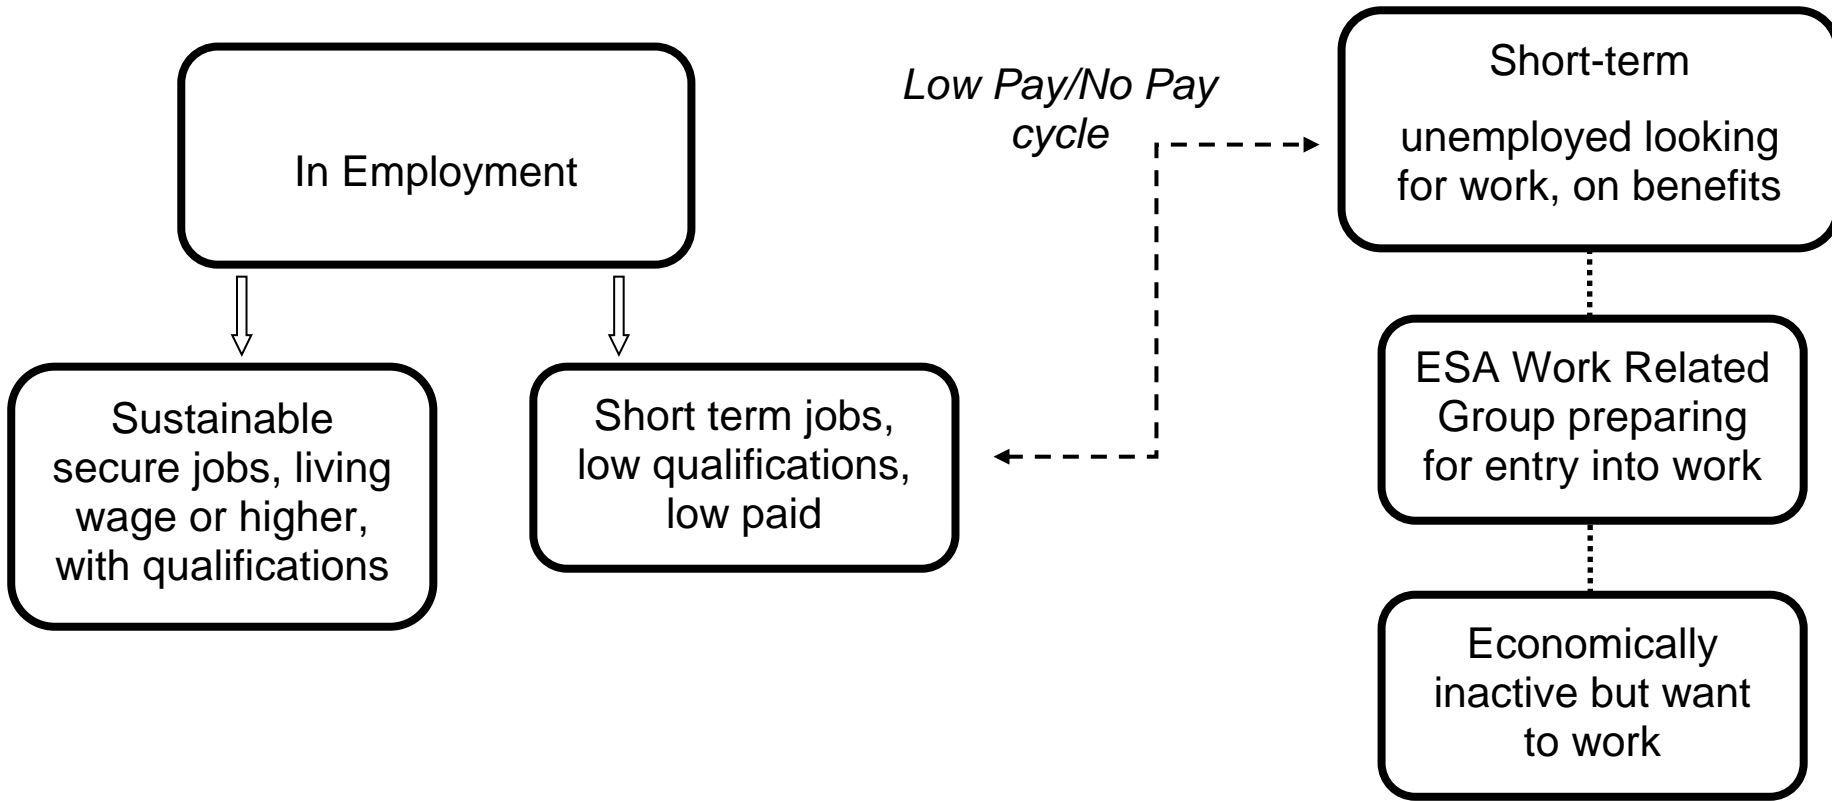 In Employment
Low Pay/No Pay
cycle
Short-term
unemployed looking
for work, on benefits
Sustainable
secure jobs, living
wage or higher,
with qualifications
Short term jobs,
low qualifications,
low paid
ESA Work Related
Group preparing
for entry into work
Economically
inactive but want
to work